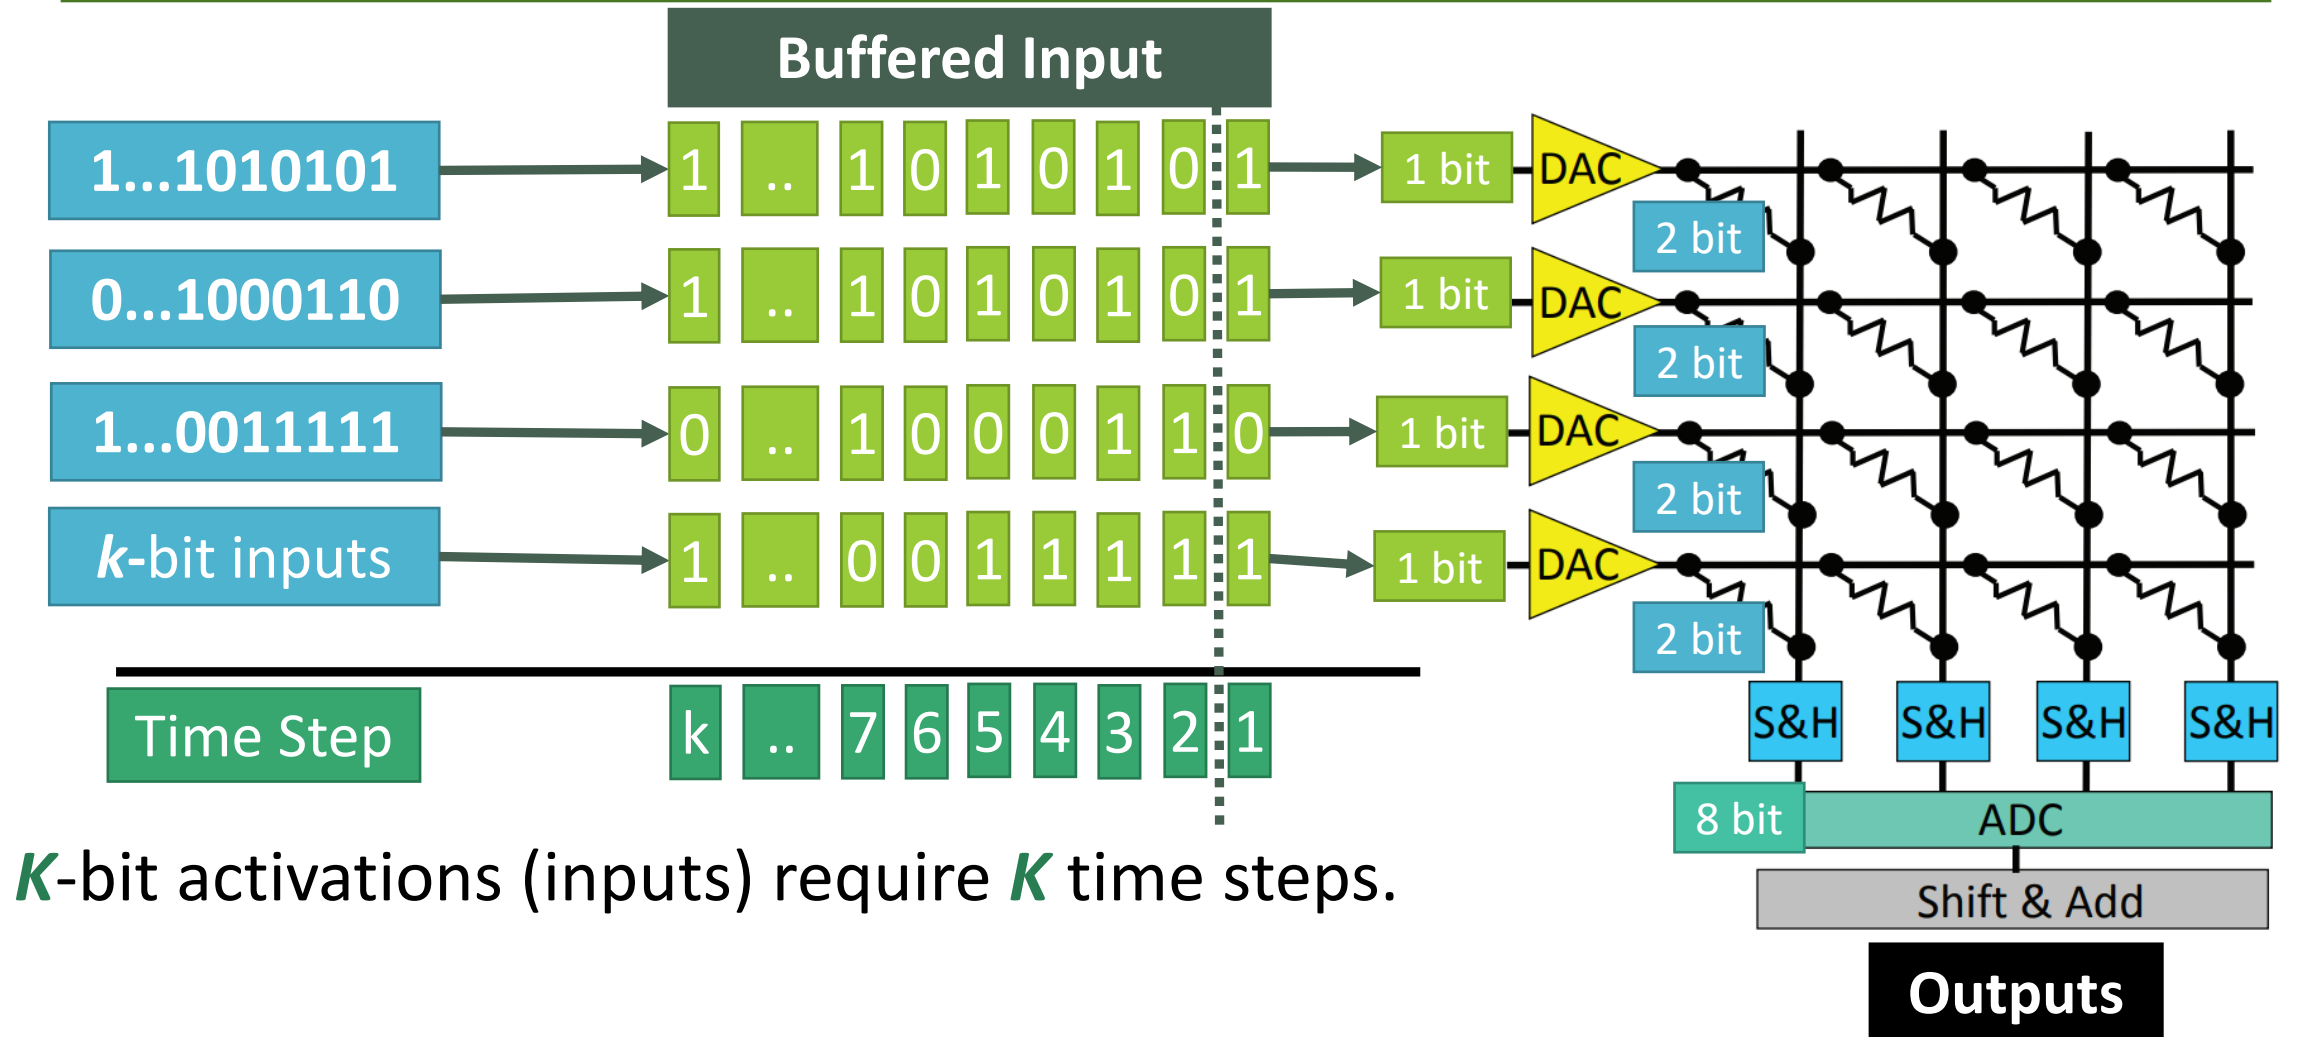 Buffered Input
1...1010101
1 .. 1 0 1 0 1 0 1
1 bit
DAC
2 bit
0...1000110
1 .. 1 0 1 0 1 0 1
1 bit
DAC
2 bit
1...0011111
0 .. 1 0 0 0 1 1 0
1 bit
DAC
2 bit
k-bit inputs
1 .. 0 0 1 1 1 1 1
1 bit
DAC
2 bit
Time Step
k .. 7 6 5 4 3 2 1
S&H S&H S&H S&H
8 bit
ADC
K-bit activations (inputs) require K time steps.
Shift & Add
Outputs